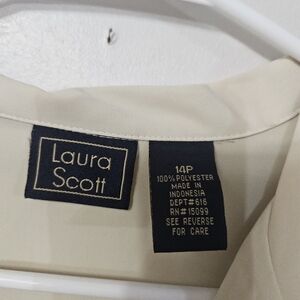 Laura
Scott
14P
100% POLYESTER
MADE IN
INDONESIA
DEPT#616
RN#15099
SEE REVERSE
FOR CARE